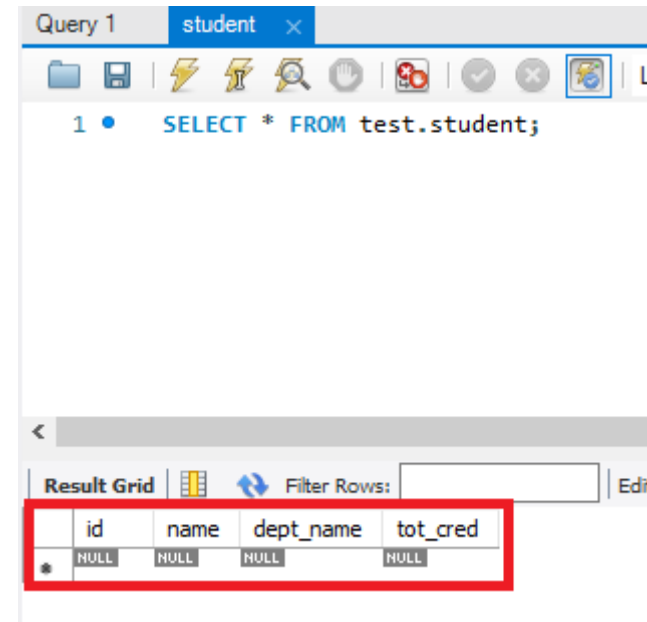 Query 1 student
1 SELECT * FROM test.student;
Result Grid Filter Rows:
id name dept_name tot_cred
NULL NULL NULL NULL